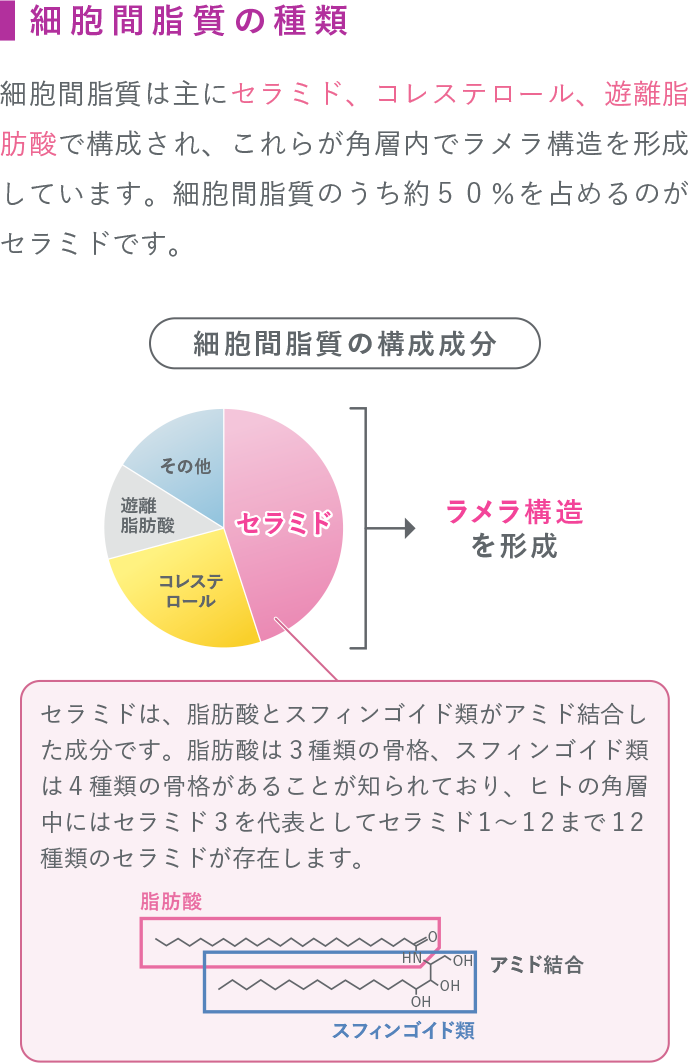 細胞間脂質の種類
細胞間脂質は主にセラミド、コレステロール、遊離脂
肪酸で構成され、これらが角層内でラメラ構造を形成
しています。細胞間脂質のうち約５０％を占めるのが
セラミドです。
細胞間脂質の構成成分
その他
遊離
脂肪酸
セラミド
コレステ
ロール
ラメラ構造
を形成
セラミドは、脂肪酸とスフィンゴイド類がアミド結合し
た成分です。脂肪酸は３種類の骨格、スフィンゴイド類
は４種類の骨格があることが知られており、ヒトの角層
中にはセラミド３を代表としてセラミド１〜１２まで１２
種類のセラミドが存在します。
脂肪酸
O
HN
OH
アミド結合
OH
OH
スフィンゴイド類